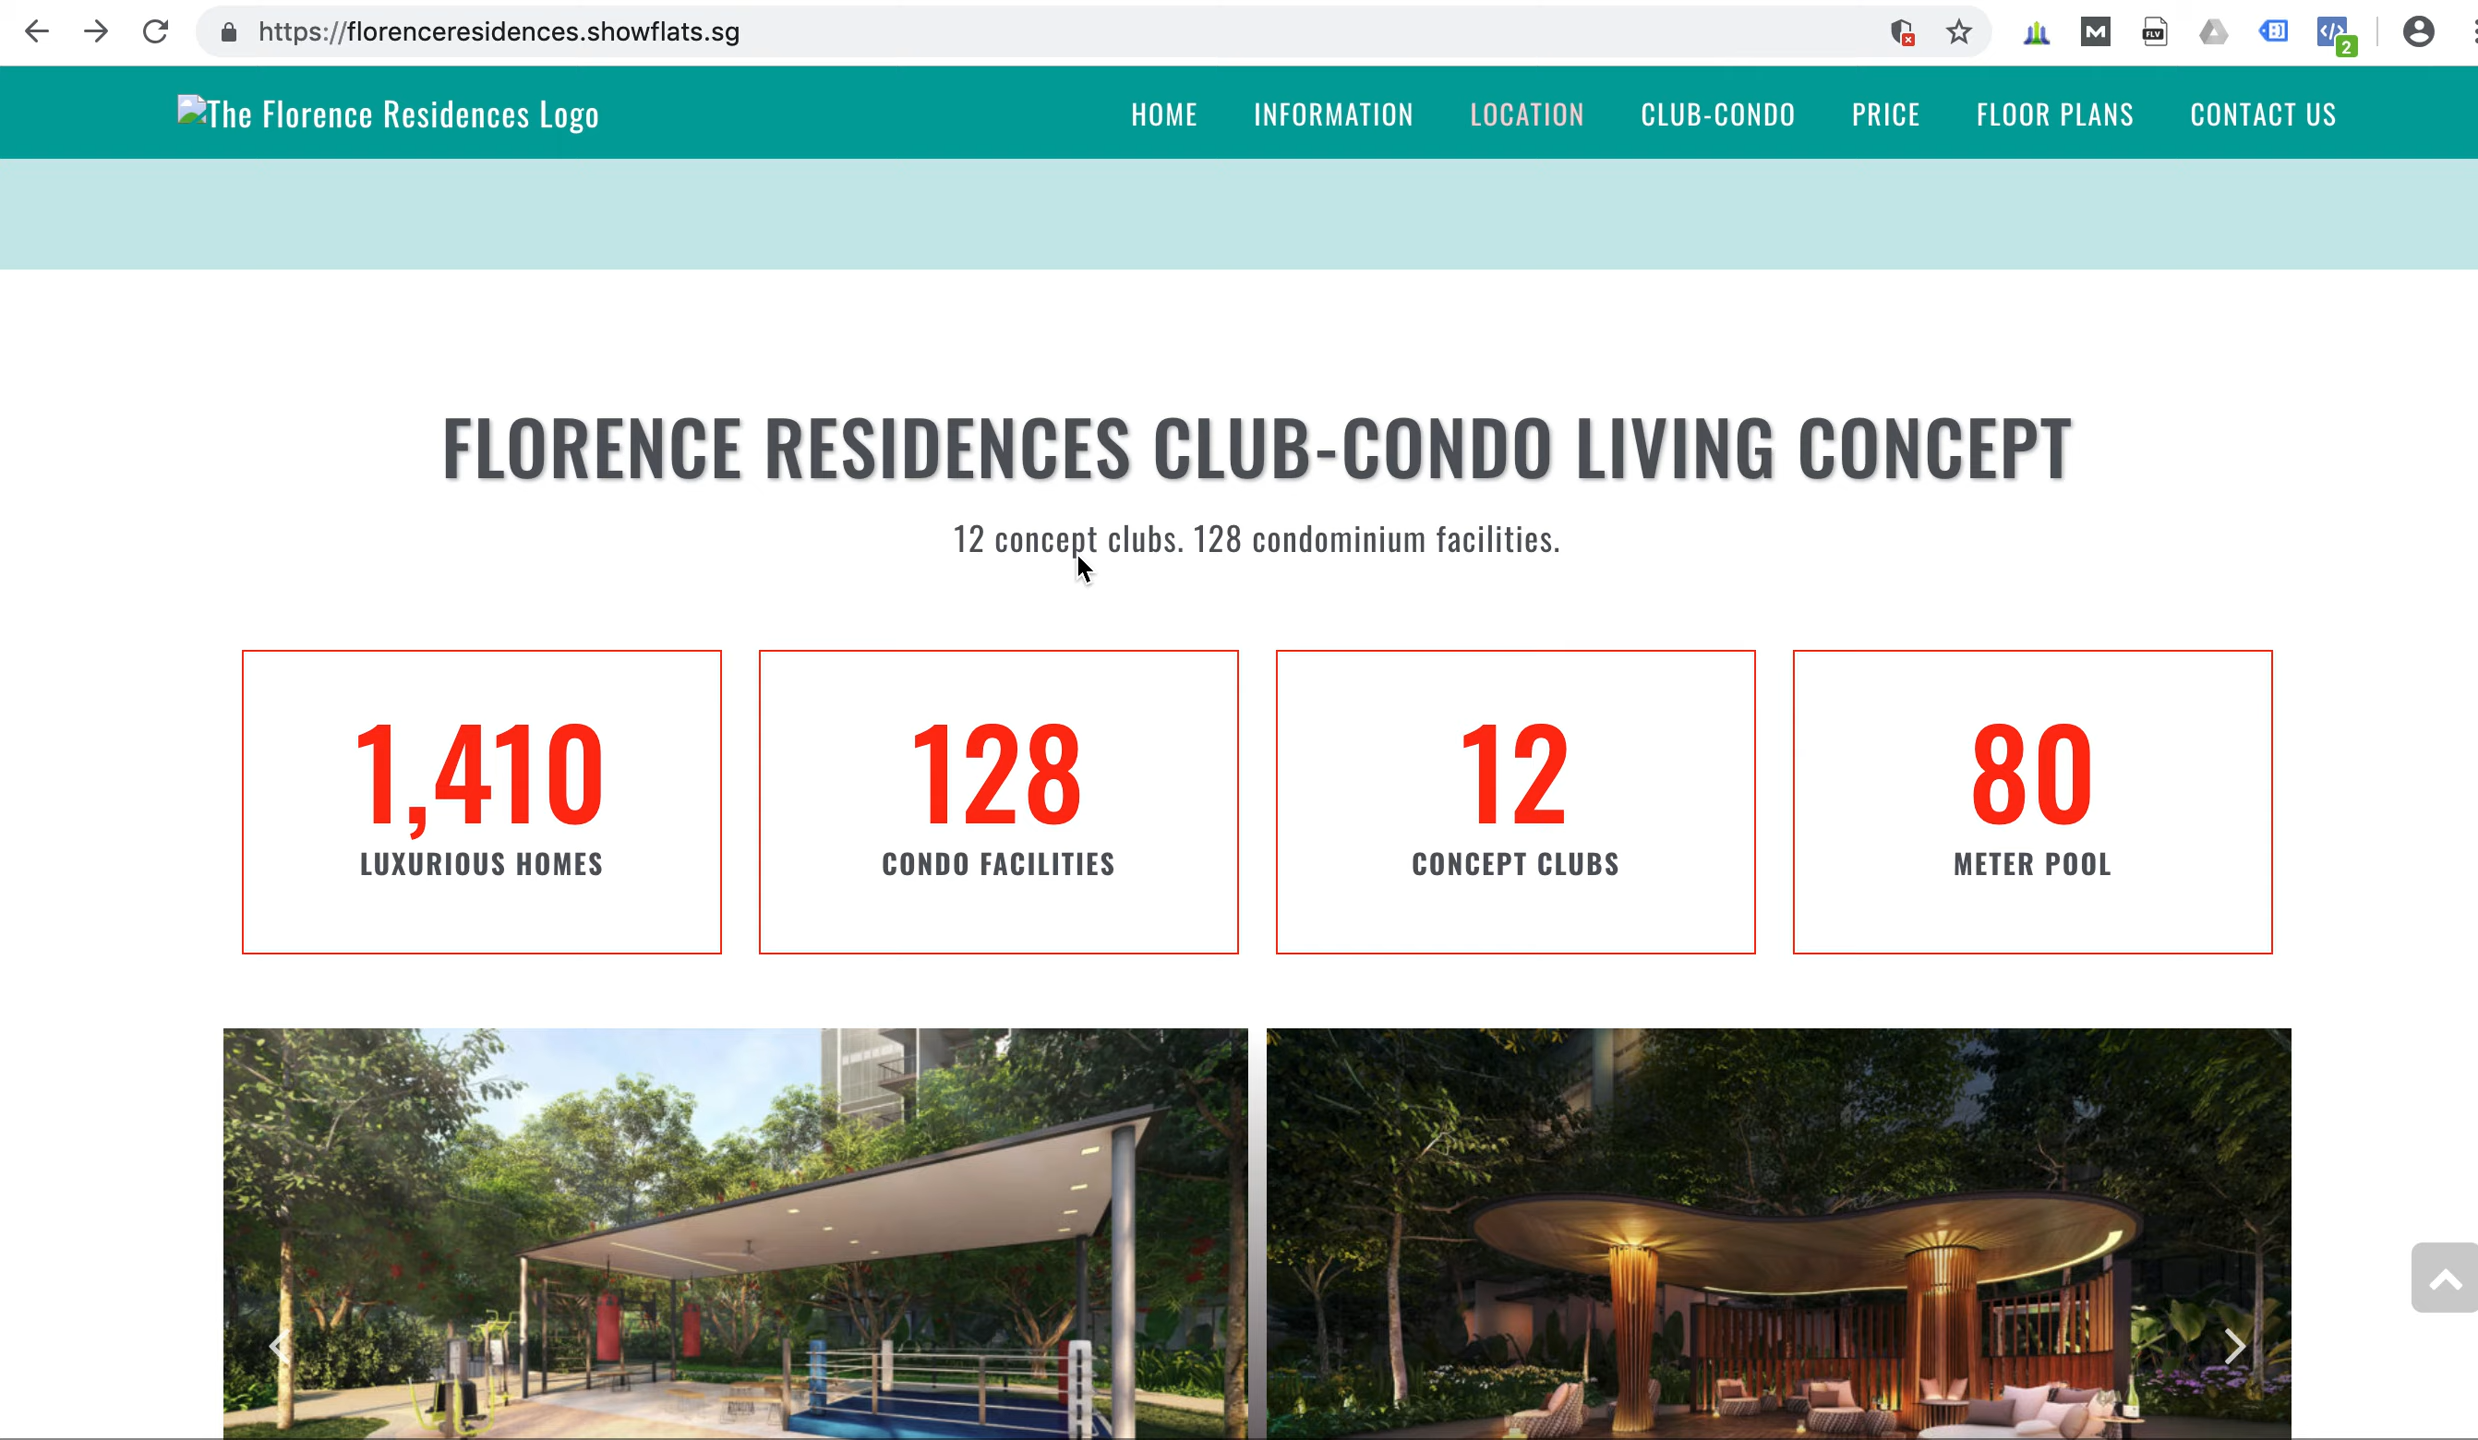 https://florenceresidences.showflats.sg
FLV
2
The Florence Residences Logo
HOME INFORMATION LOCATION CLUB-CONDO PRICE FLOOR PLANS CONTACT US
FLORENCE RESIDENCES CLUB-CONDO LIVING CONCEPT
12 concept clubs. 128 condominium facilities.
1,410 128 12 80
LUXURIOUS HOMES CONDO FACILITIES CONCEPT CLUBS METER POOL